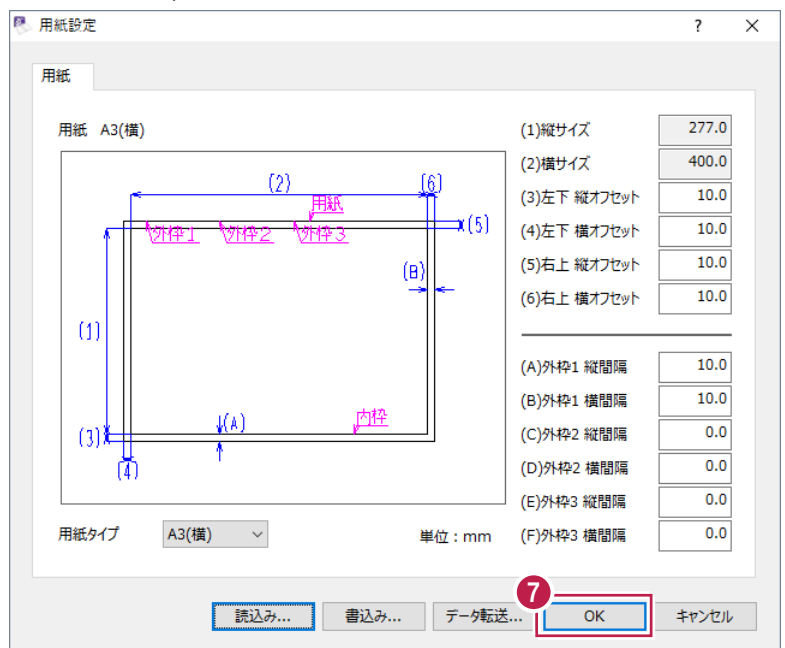 用紙設定
?
用紙
用紙 A3(横)
(2)
(6)
用紙
(5)
外枠1
外枠2
外枠3
(B)
(1)
(A)
内枠
(3)
(4)
用紙タイプ
A3(横)
単位：mm
(1)縦サイズ 277.0
(2)横サイズ 400.0
(3)左下 縦オフセット 10.0
(4)左下 横オフセット 10.0
(5)右上 縦オフセット 10.0
(6)右上 横オフセット 10.0
(A)外枠1 縦間隔 10.0
(B)外枠1 横間隔 10.0
(C)外枠2 縦間隔 0.0
(D)外枠2 横間隔 0.0
(E)外枠3 縦間隔 0.0
(F)外枠3 横間隔 0.0
7
読込み...
書込み...
データ転送...
OK
キャンセル